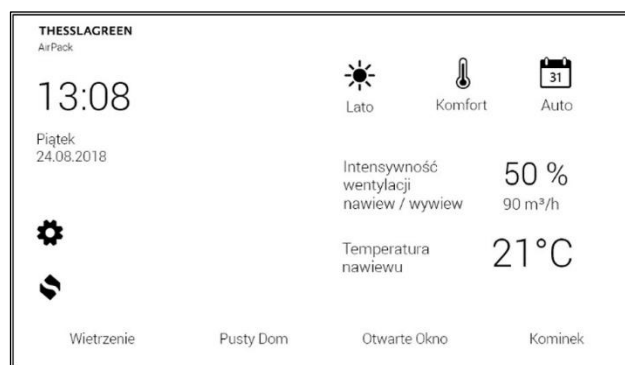 THESSLAGREEN
AirPack
13:08
Piątek
24.08.2018
31
Lato
Komfort
Auto
Intensywność
wentylacji
nawiew / wywiew
50 %
90 m³/h
Temperatura
nawiewu
21°C
Wietrzenie
Pusty Dom
Otwarte Okno
Kominek